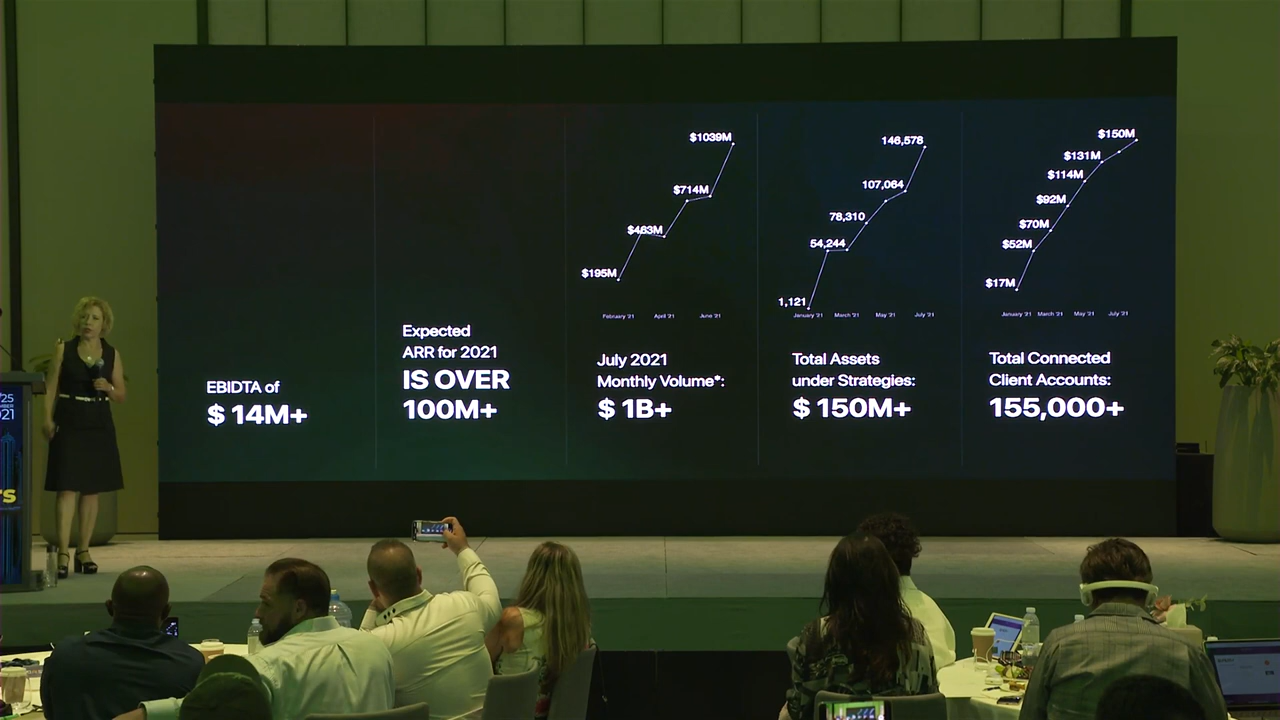 /25
2021
TS
EBIDTA of
$ 14M+
Expected
ARR for 2021
IS OVER
100M+
$1039M
$714M
$463M
$195M
February '21 April '21 June '21
July 2021
Monthly Volume*:
$ 1B+
146,578
107,064
78,310
54,244
1,121
January '21 March '21 May '21 July '21
Total Assets
under Strategies:
$ 150M+
$150M
$131M
$114M
$92M
$70M
$52M
$17M
January '21 March '21 May '21 July '21
Total Connected
Client Accounts:
155,000+